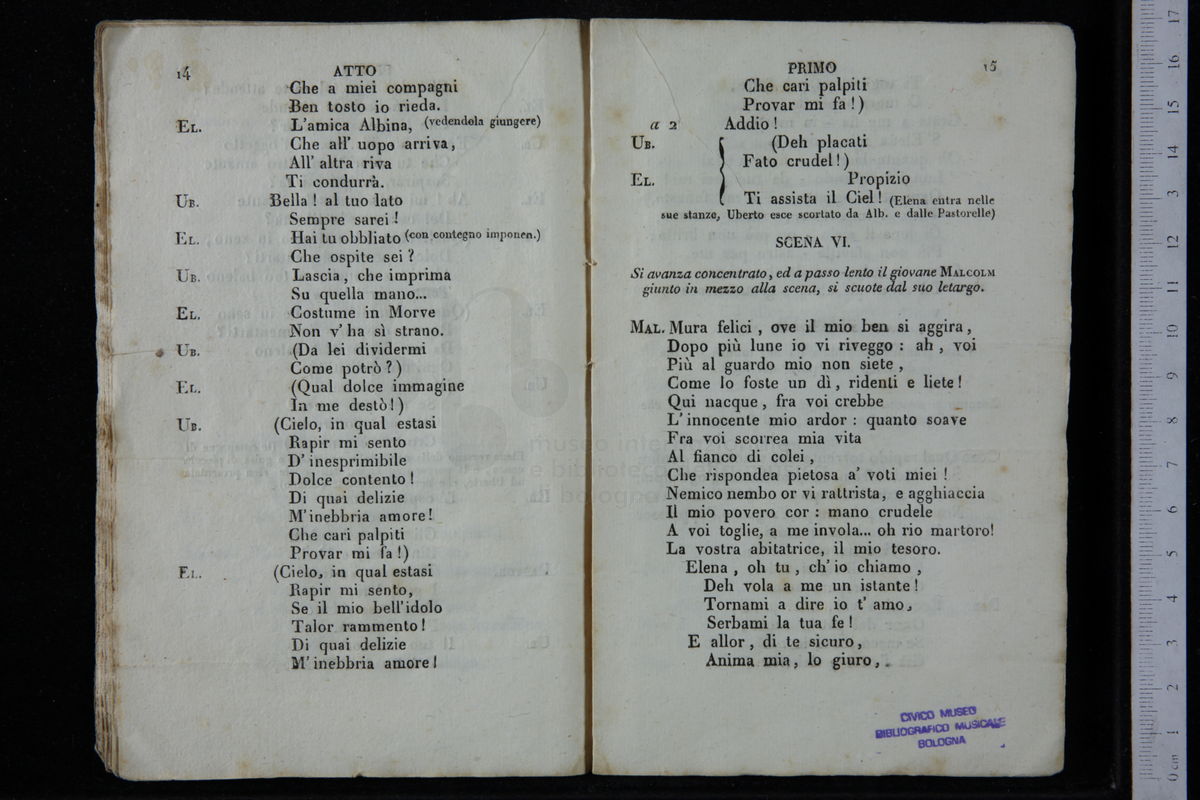 14
ATTO
Che a miei compagni
Ben tosto io rieda.
EL. L'amica Albina, (vedendola giungere)
Che all' uopo arriva,
All' altra riva
Ti condurrà.
UB. Bella ! al tuo lato
Sempre sarei !
EL. Hai tu obbliato (con contegno imponen.)
Che ospite sei ?
UB. Lascia, che imprima
Su quella mano...
EL. Costume in Morve
Non v' ha sì strano.
UB. (Da lei dividermi
Come potrò ? )
EL. (Qual dolce immagine
In me destò ! )
UB. (Cielo, in qual estasi
Rapir mi sento
D' inesprimibile
Dolce contento !
Di quai delizie
M'inebbria amore!
Che cari palpiti
Provar mi fa !)
EL. (Cielo, in qual estasi
Rapir mi sento,
Se il mio bell'idolo
Talor rammento !
Di quai delizie
M' inebbria amore !
PRIMO
15
Che cari palpiti
Provar mi fa !)
a 2 Addio !
UB. (Deh placati
Fato crudel ! )
EL. Propizio
Ti assista il Ciel ! (Elena entra nelle
sue stanze, Uberto esce scortato da Alb. e dalle Pastorelle)
SCENA VI.
Si avanza concentrato, ed a passo lento il giovane MALCOLM
giunto in mezzo alla scena, si scuote dal suo letargo.
MAL. Mura felici , ove il mio ben si aggira ,
Dopo più lune io vi riveggo : ah , voi
Più al guardo mio non siete ,
Come lo foste un dì , ridenti e liete !
Qui nacque , fra voi crebbe
L' innocente mio ardor : quanto soave
Fra voi scorrea mia vita
Al fianco di colei ,
Che rispondea pietosa a' voti miei !
Nemico nembo or vi rattrista, e agghiaccia
Il mio povero cor : mano crudele
A voi toglie, a me invola... oh rio martoro!
La vostra abitatrice, il mio tesoro.
Elena , oh tu , ch' io chiamo ,
Deh vola a me un istante !
Tornami a dire io t' amo ,
Serbami la tua fe !
E allor , di te sicuro ,
Anima mia , lo giuro ,
CIVICO MUSEO
BIBLIOGRAFICO MUSICALE
BOLOGNA